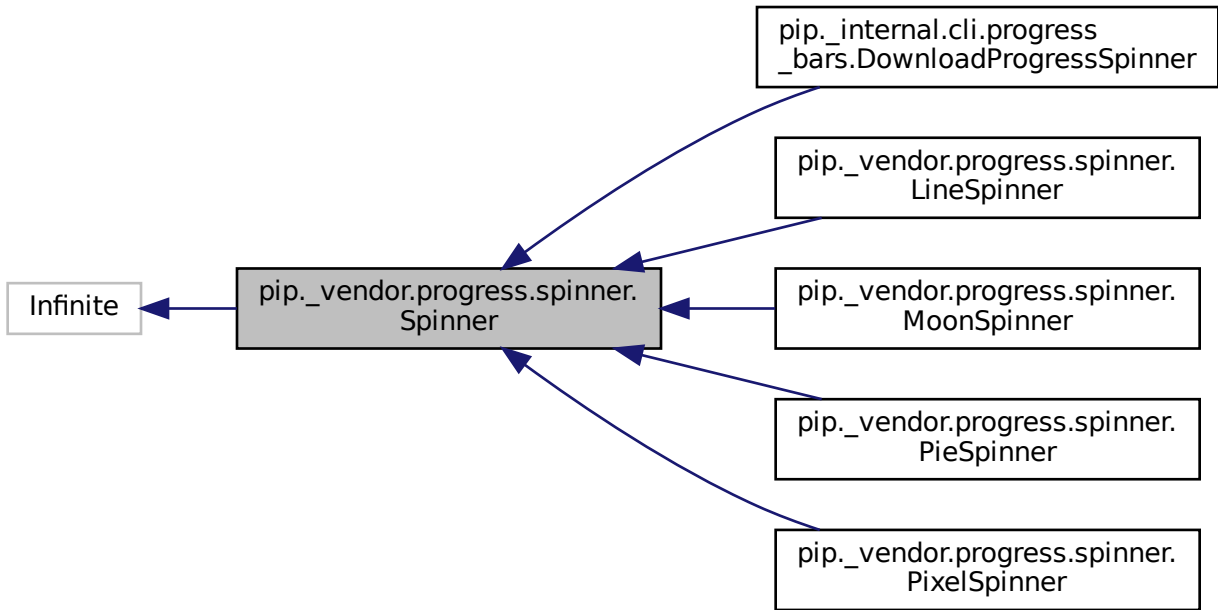 pip._internal.cli.progress
_bars.DownloadProgressSpinner
pip._vendor.progress.spinner.
LineSpinner
Infinite
pip._vendor.progress.spinner.
Spinner
pip._vendor.progress.spinner.
MoonSpinner
pip._vendor.progress.spinner.
PieSpinner
pip._vendor.progress.spinner.
PixelSpinner